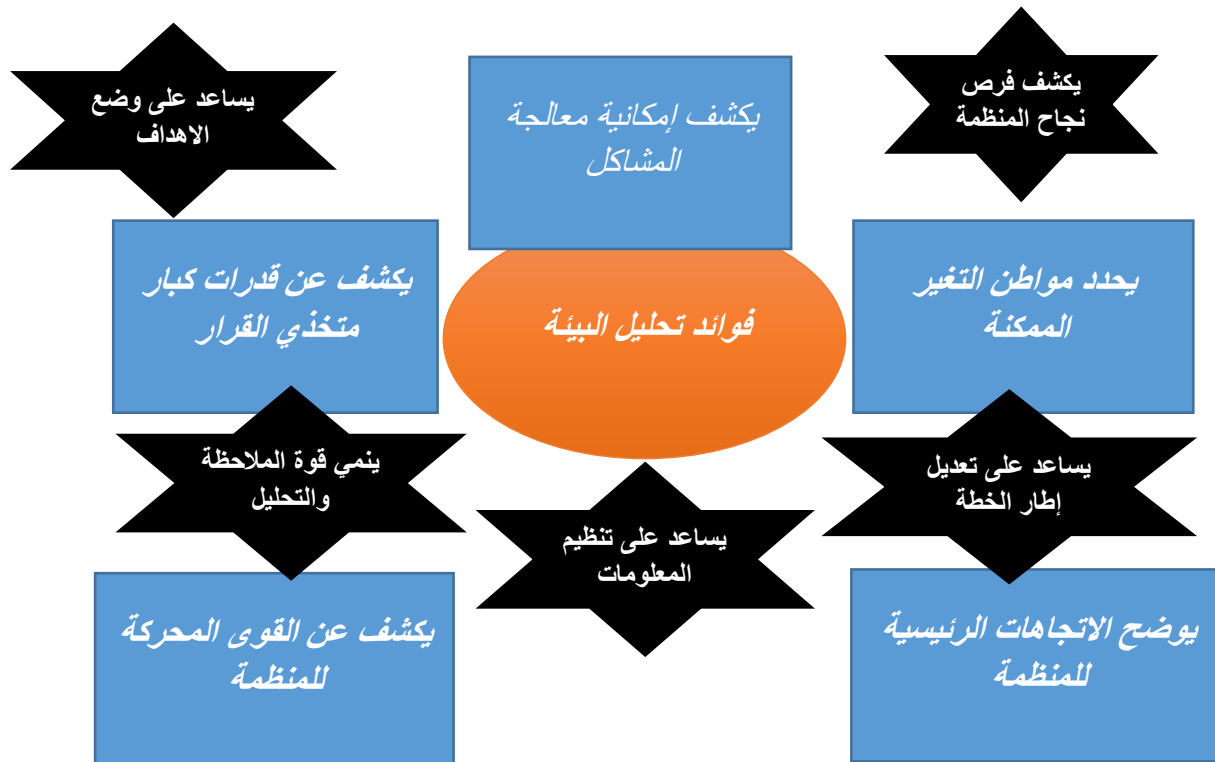 يكشف فرص
نجاح المنظمة
يكشف إمكانية معالجة
المشاكل
يساعد على وضع
الاهداف
يحدد مواطن التغير
الممكنة
فوائد تحليل البيئة
يكشف عن قدرات كبار
متخذي القرار
يساعد على تعديل
إطار الخطة
يساعد على تنظيم
المعلومات
ينمي قوة الملاحظة
والتحليل
يوضح الاتجاهات الرئيسية
للمنظمة
يكشف عن القوى المحركة
للمنظمة